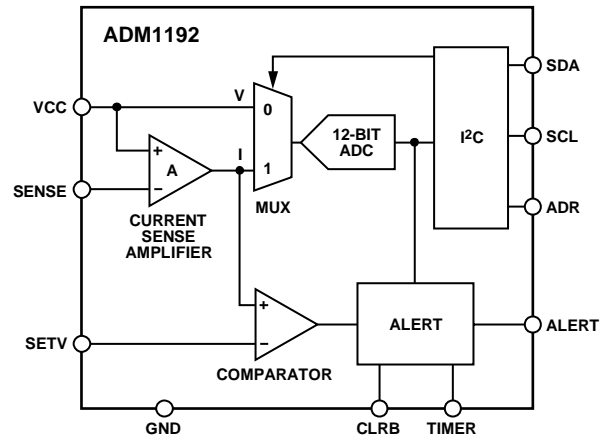 ADM1192
SDA
VCC
V
0
12-BIT
ADC
I²C
SCL
+
A
−
I
1
MUX
SENSE
CURRENT
SENSE
AMPLIFIER
ADR
+
−
ALERT
ALERT
SETV
COMPARATOR
GND
CLRB
TIMER